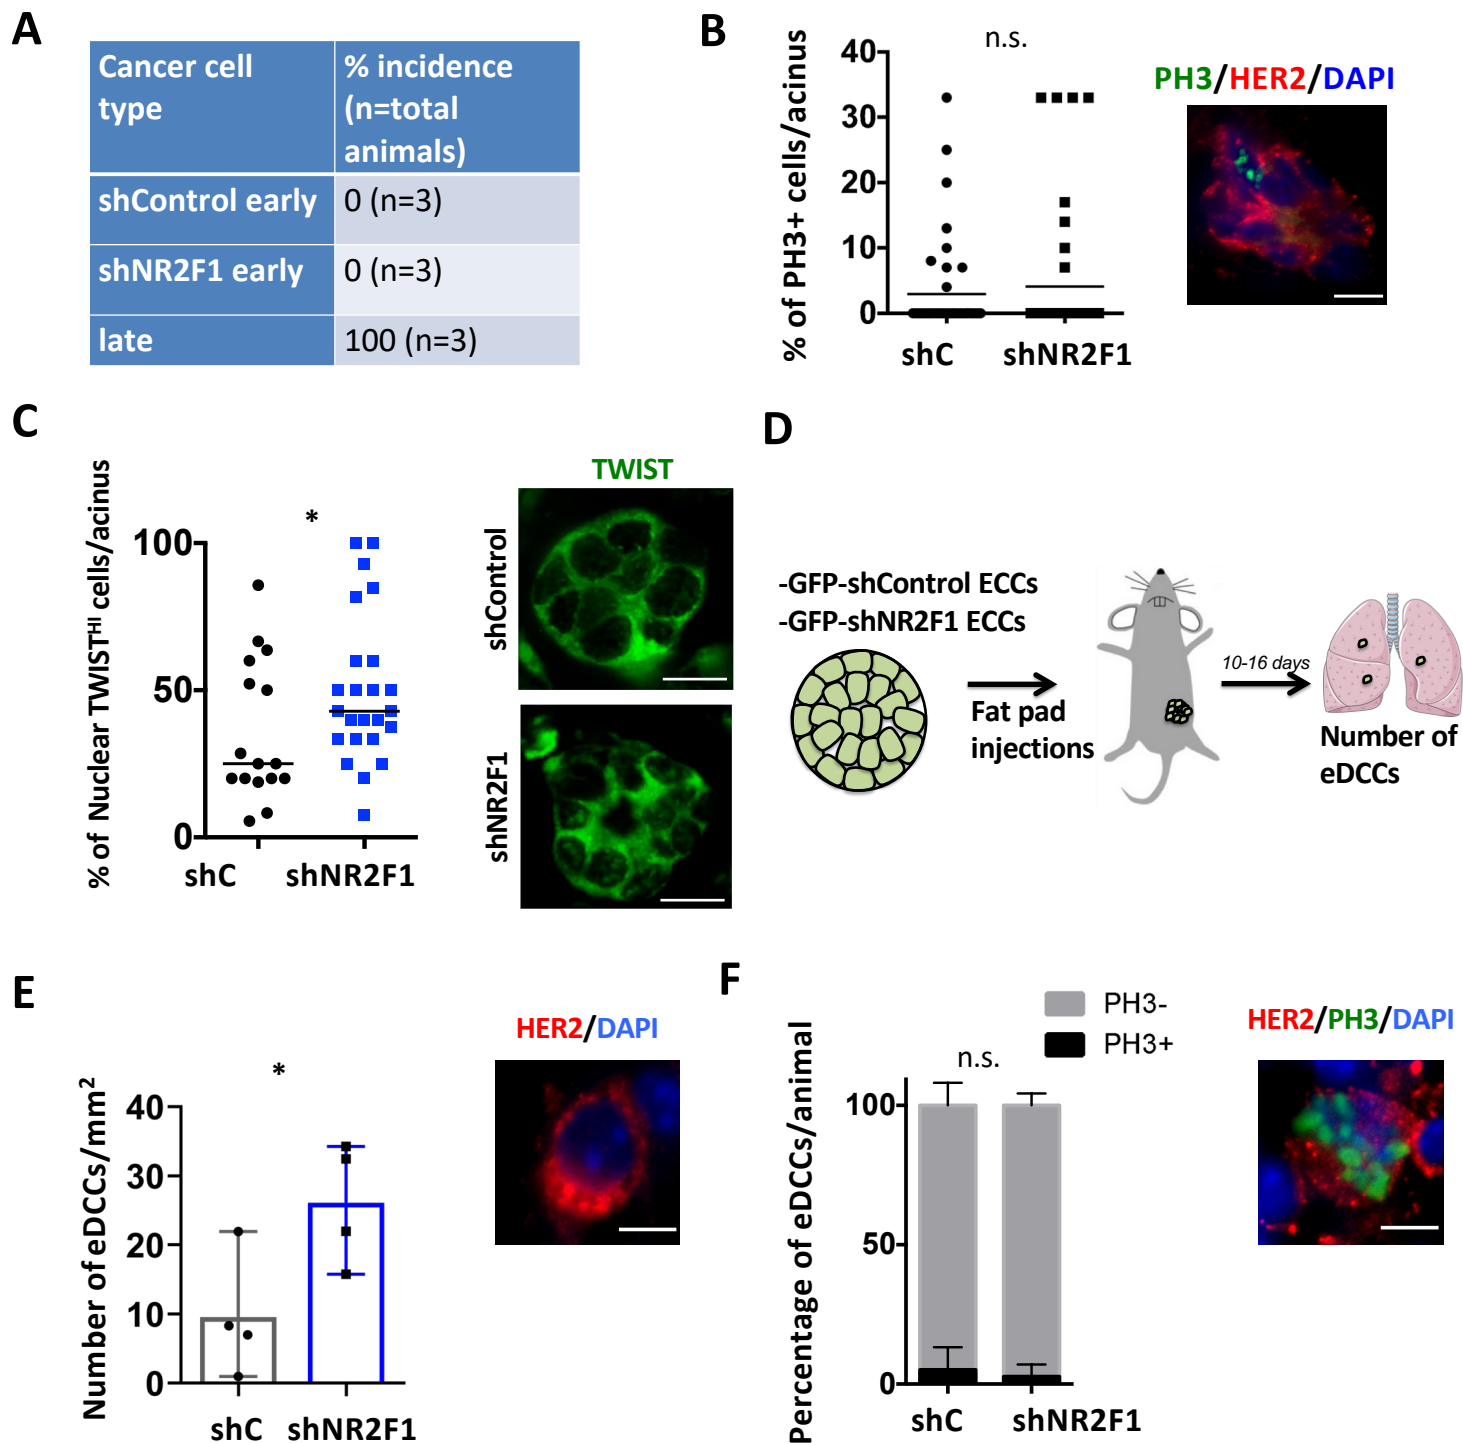 A
Cancer cell type
% incidence (n=total animals)
shControl early
0 (n=3)
shNR2F1 early
0 (n=3)
late
100 (n=3)
B
% of PH3+ cells/acinus
40
30
20
10
0
n.s.
shC
shNR2F1
PH3/HER2/DAPI
C
% of Nuclear TWISTHI cells/acinus
100
50
0
*
shC
shNR2F1
TWIST
shControl
shNR2F1
D
-GFP-shControl ECCs
-GFP-shNR2F1 ECCs
Fat pad
injections
10-16 days
Number of
eDCCs
E
Number of eDCCs/mm2
40
30
20
10
0
*
shC
shNR2F1
HER2/DAPI
F
PH3-
PH3+
n.s.
Percentage of eDCCs/animal
100
50
0
shC
shNR2F1
HER2/PH3/DAPI